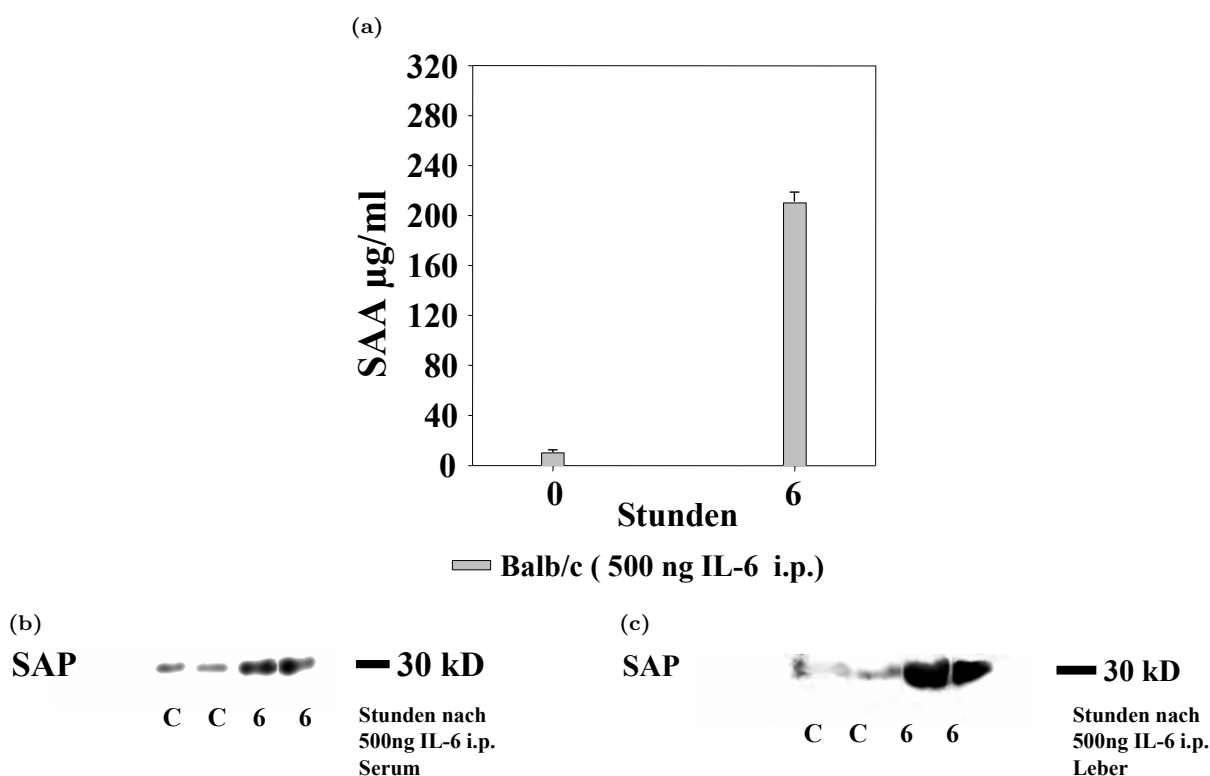 (a)
320
280
240
200
160
120
80
40
0
SAA µg/ml
0 6
Stunden
Balb/c ( 500 ng IL-6 i.p.)
(b)
SAP
30 kD
C C 6 6
Stunden nach
500ng IL-6 i.p.
Serum
(c)
SAP
30 kD
C C 6 6
Stunden nach
500ng IL-6 i.p.
Leber